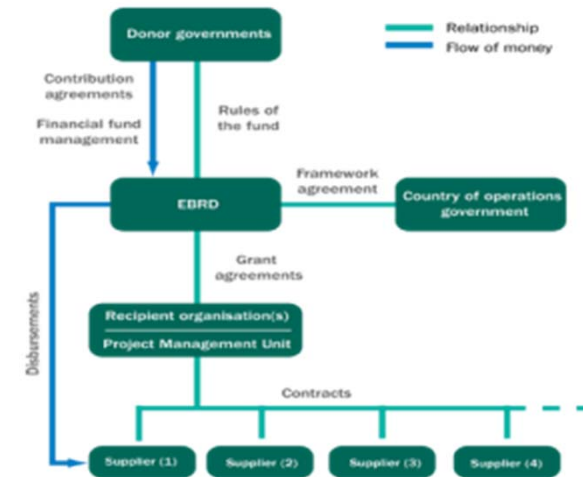 Donor governments
Relationship
Flow of money
Contribution
agreements
Financial fund
management
Rules of
the fund
Framework
agreement
EBRD
Country of operations
government
Grant
agreements
Recipient organisation(s)
Project Management Unit
Disbursements
Contracts
Supplier (1)
Supplier (2)
Supplier (3)
Supplier (4)